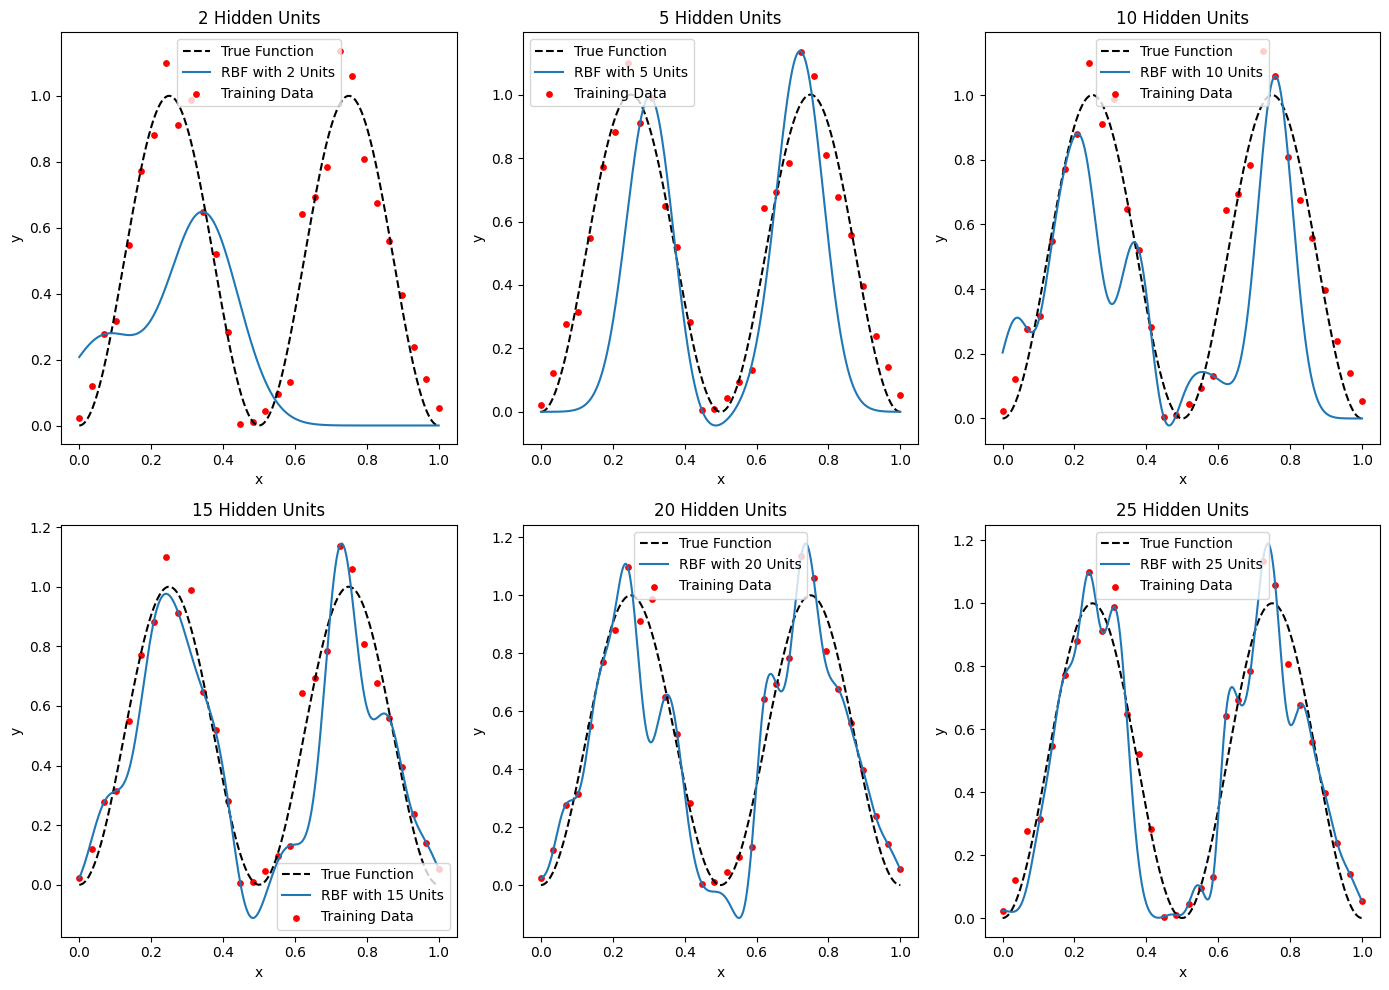 2 Hidden Units
True Function
RBF with 2 Units
Training Data
1.0
0.8
0.6
0.4
0.2
0.0
y
0.0 0.2 0.4 0.6 0.8 1.0
x
5 Hidden Units
True Function
RBF with 5 Units
Training Data
1.0
0.8
0.6
0.4
0.2
0.0
y
0.0 0.2 0.4 0.6 0.8 1.0
x
10 Hidden Units
True Function
RBF with 10 Units
Training Data
1.0
0.8
0.6
0.4
0.2
0.0
y
0.0 0.2 0.4 0.6 0.8 1.0
x
15 Hidden Units
1.2
1.0
0.8
0.6
0.4
0.2
0.0
y
True Function
RBF with 15 Units
Training Data
0.0 0.2 0.4 0.6 0.8 1.0
x
20 Hidden Units
True Function
RBF with 20 Units
Training Data
1.2
1.0
0.8
0.6
0.4
0.2
0.0
y
0.0 0.2 0.4 0.6 0.8 1.0
x
25 Hidden Units
True Function
RBF with 25 Units
Training Data
1.2
1.0
0.8
0.6
0.4
0.2
0.0
y
0.0 0.2 0.4 0.6 0.8 1.0
x